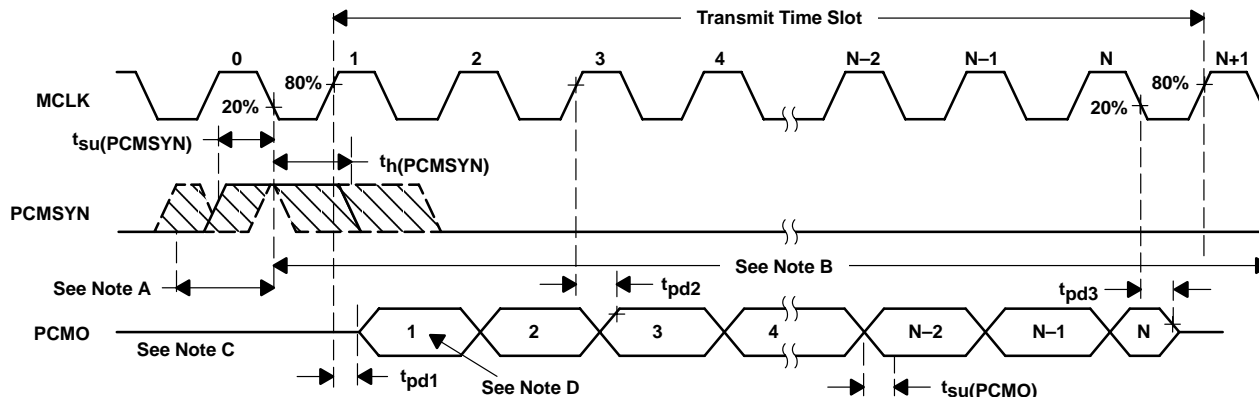 Transmit Time Slot
0 1 2 3 4 N–2 N–1 N N+1
80% 80%
MCLK
20% 20%
tsu(PCMSYN)
th(PCMSYN)
PCMSYN
See Note B
See Note A
tpd2
tpd3
1 2 3 4 N–2 N–1 N
PCMO
See Note C
tpd1
See Note D
tsu(PCMO)